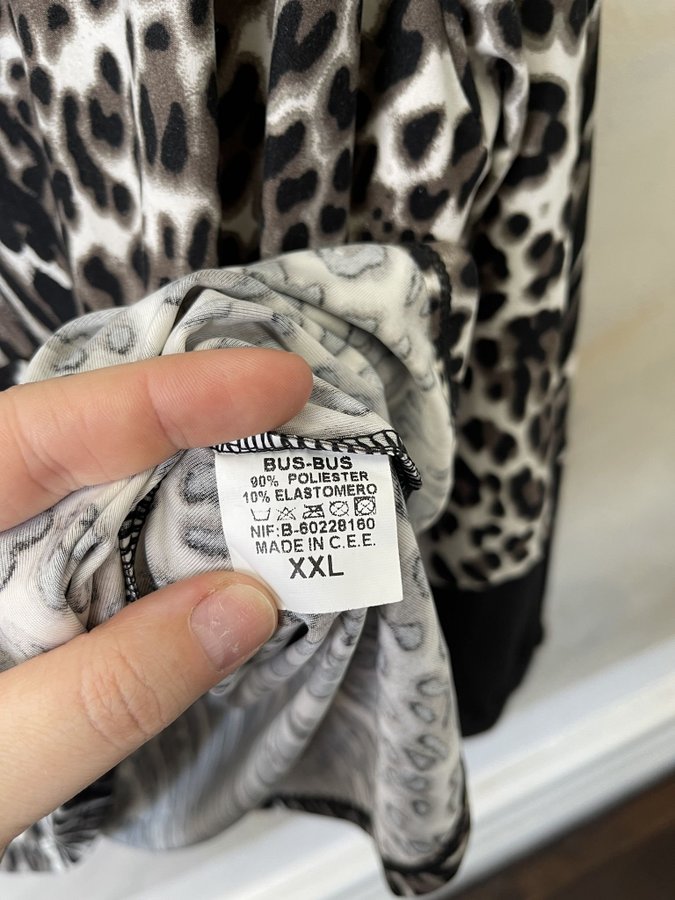 BUS-BUS
90% POLIESTER
10% ELASTOMERO
NIF:B-60228160
MADE IN C.E.E.
XXL